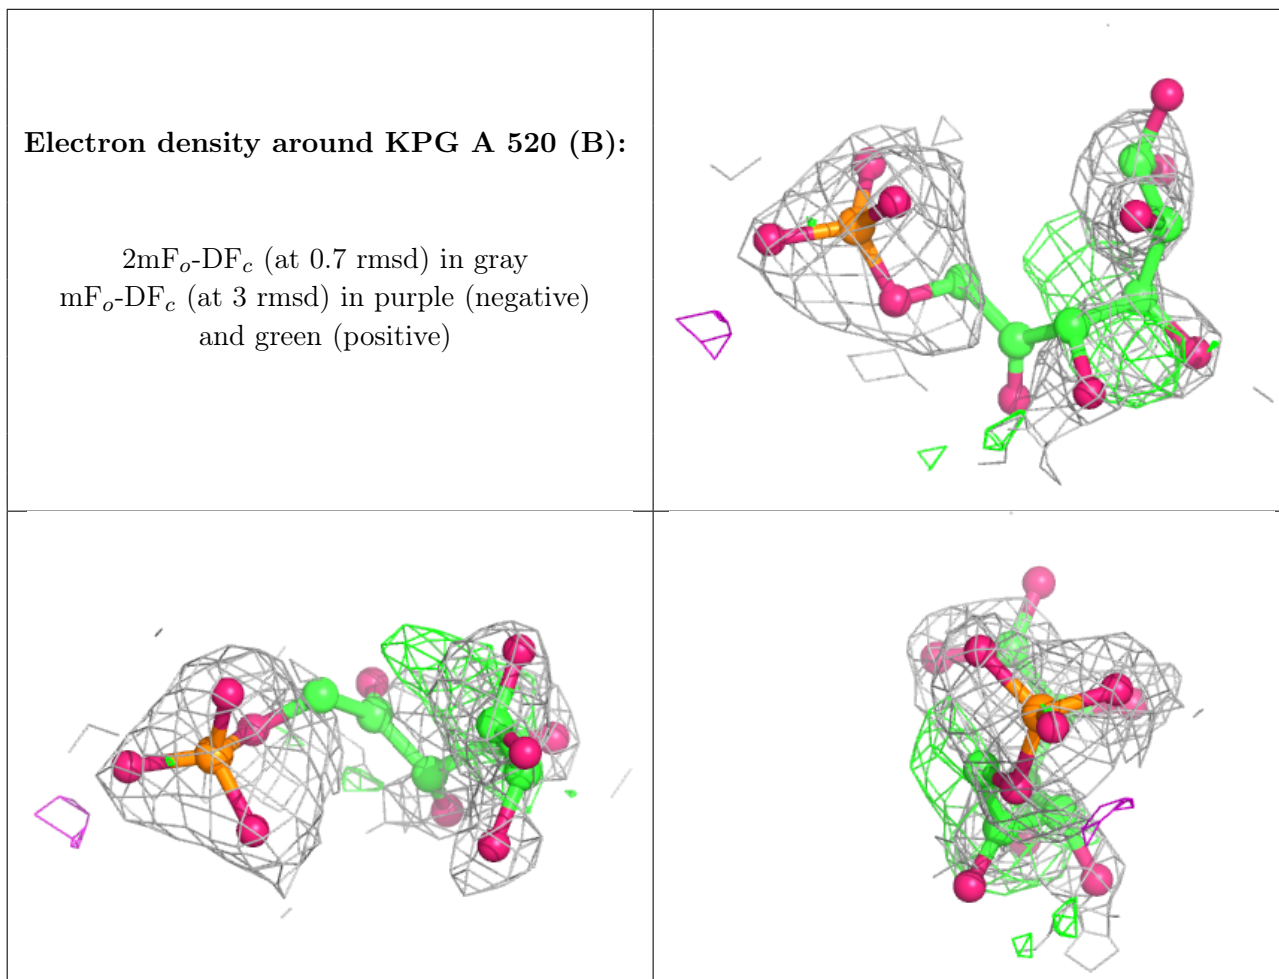 Electron density around KPG A 520 (B):
2mFo-DFc (at 0.7 rmsd) in gray
mFo-DFc (at 3 rmsd) in purple (negative)
and green (positive)